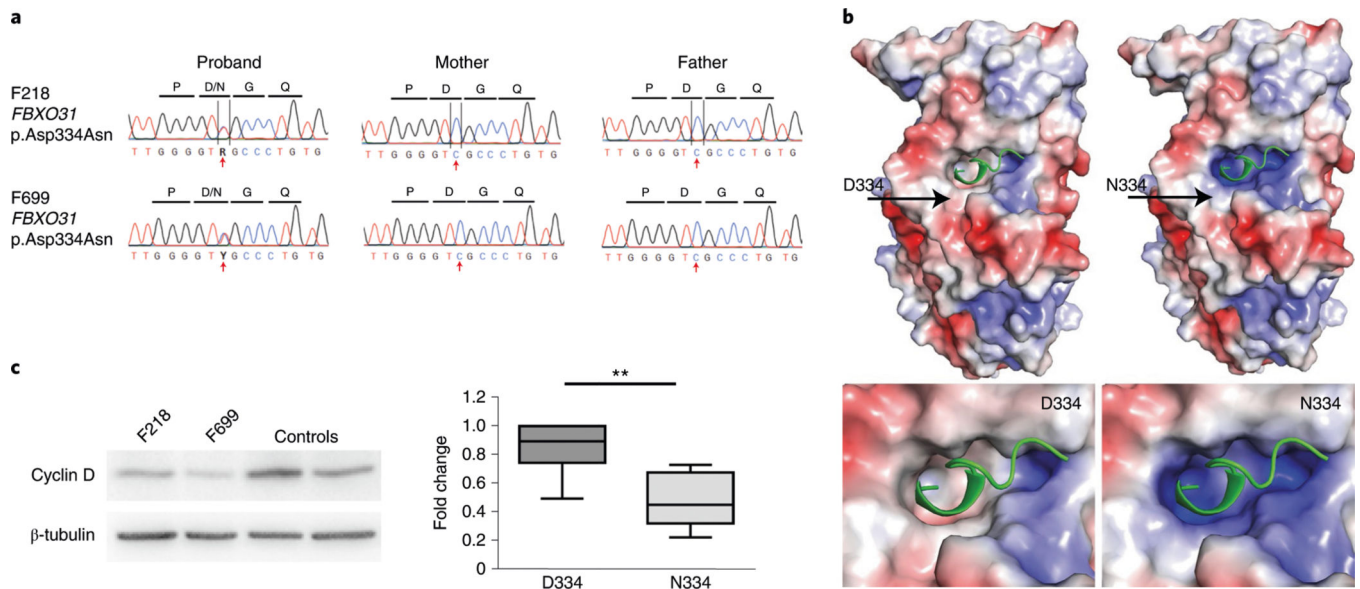 a
Proband Mother Father
F218
FBXO31
p.Asp334Asn
P D/N G Q P D G Q P D G Q
T T G G G G T R G C C C T G T G T T G G G G T C G C C C T G T G T T G G G G T C G C C C T G T G
F699
FBXO31
p.Asp334Asn
P D/N G Q P D G Q P D G Q
T T G G G G T Y G C C C T G T G T T G G G G T C G C C C T G T G T T G G G G T C G C C C T G T G
b
D334 N334
D334 N334
c
F218 F699 Controls
Cyclin D
β-tubulin
**
Fold change
1.2
1.0
0.8
0.6
0.4
0.2
0
D334 N334